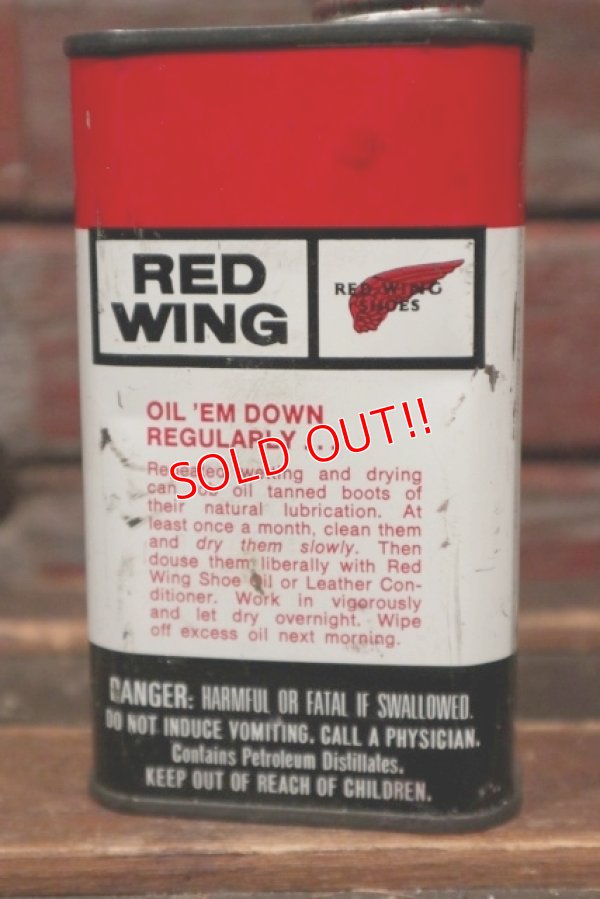 RED
WING
RED WING
SHOES
OIL 'EM DOWN
REGULARLY . . .
SOLD OUT!!
Repeated wetting and drying
can rob oil tanned boots of
their natural lubrication. At
least once a month, clean them
and dry them slowly. Then
douse them liberally with Red
Wing Shoe Oil or Leather Con-
ditioner. Work in vigorously
and let dry overnight. Wipe
off excess oil next morning.
DANGER: HARMFUL OR FATAL IF SWALLOWED.
DO NOT INDUCE VOMITING. CALL A PHYSICIAN.
Contains Petroleum Distillates.
KEEP OUT OF REACH OF CHILDREN.